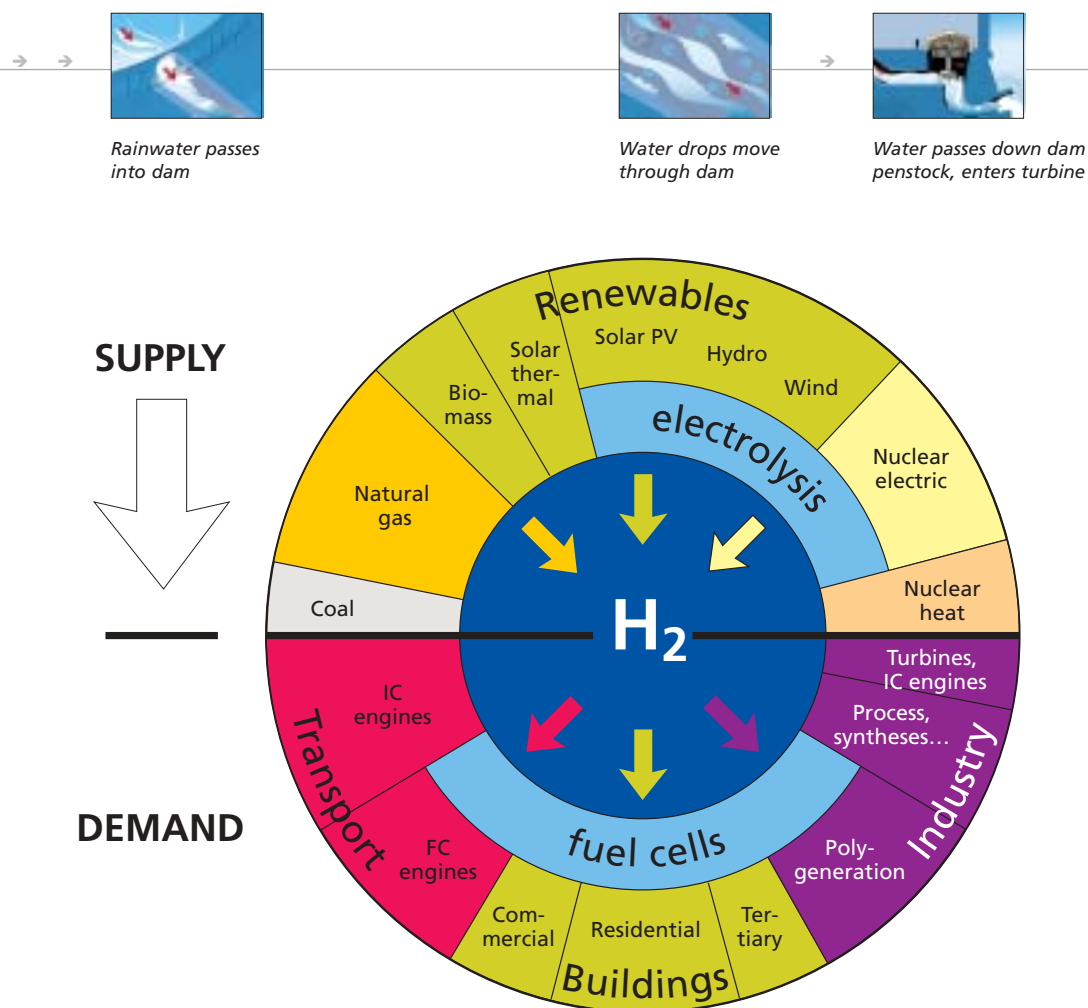 Rainwater passes
into dam
Water drops move
through dam
Water passes down dam
penstock, enters turbine
SUPPLY
Renewables
Solar PV
Hydro
Wind
Solar
ther-
mal
Bio-
mass
electrolysis
Nuclear
electric
Natural
gas
Nuclear
heat
Coal
H₂
Turbines,
IC engines
IC
engines
Process,
syntheses…
Transport
Industry
DEMAND
fuel cells
FC
engines
Poly-
generation
Com-
mercial
Residential
Ter-
tiary
Buildings